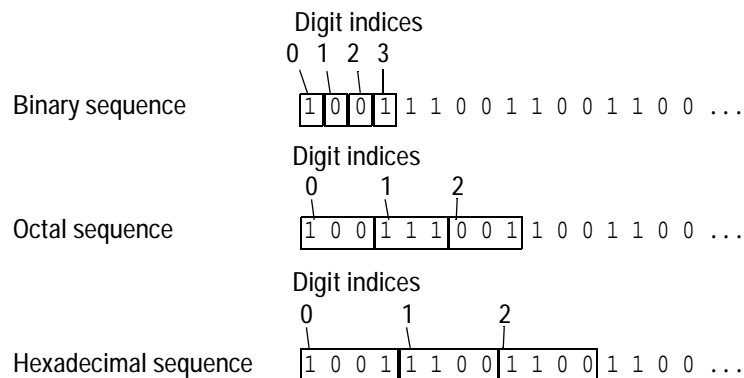 Digit indices
0 1 2 3
Binary sequence 1 0 0 1 1 1 0 0 1 1 0 0 1 1 0 0 ...
Digit indices
0 1 2
Octal sequence 1 0 0 1 1 1 0 0 1 1 0 0 1 1 0 0 ...
Digit indices
0 1 2
Hexadecimal sequence 1 0 0 1 1 1 0 0 1 1 0 0 1 1 0 0 ...